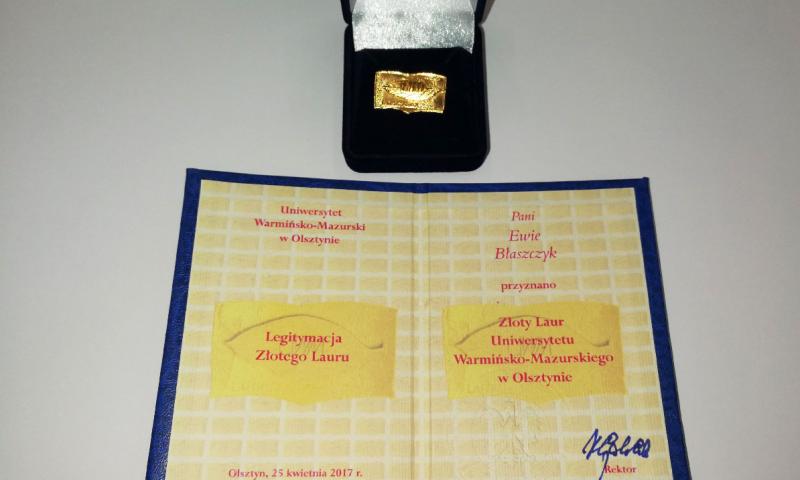 Uniwersytet
Warmińsko-Mazurski
w Olsztynie
Legitymacja
Złotego Lauru
Olsztyn, 25 kwietnia 2017 r.
Pani
Ewie
Błaszczyk
przyznano
Złoty Laur
Uniwersytetu
Warmińsko-Mazurskiego
w Olsztynie
Rektor